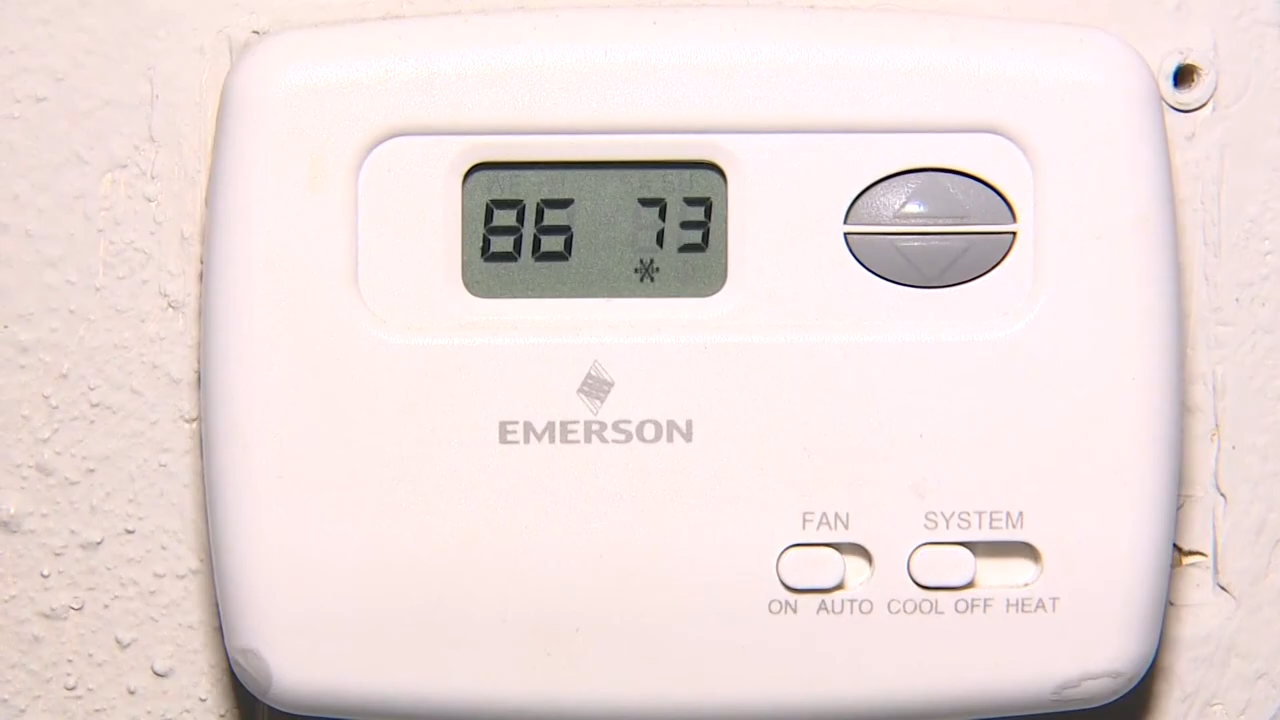 86 73
EMERSON
FAN SYSTEM
ON AUTO COOL OFF HEAT